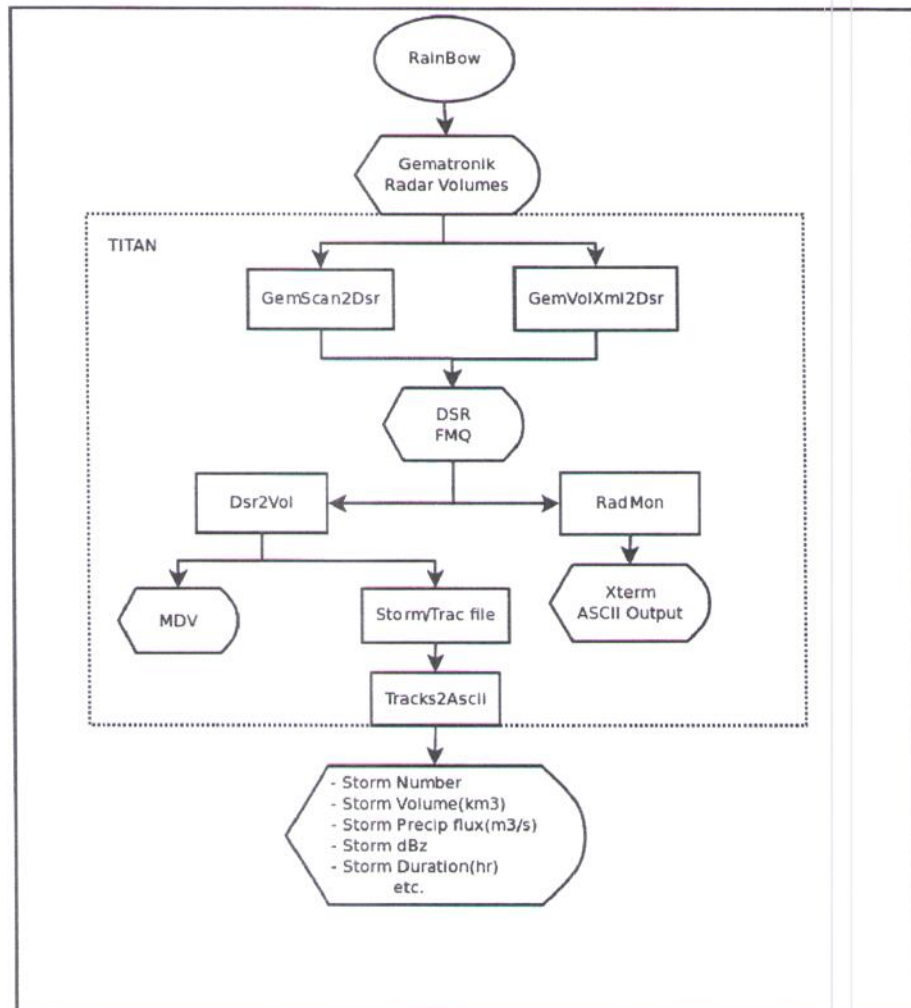 RainBow
Gematronik
Radar Volumes
TITAN
GemScan2Dsr
GemVolXml2Dsr
DSR
FMQ
Dsr2Vol
RadMon
MDV
Storm/Trac file
Xterm
ASCII Output
Tracks2Ascii
- Storm Number
- Storm Volume(km3)
- Storm Precip flux(m3/s)
- Storm dBz
- Storm Duration(hr)
etc.